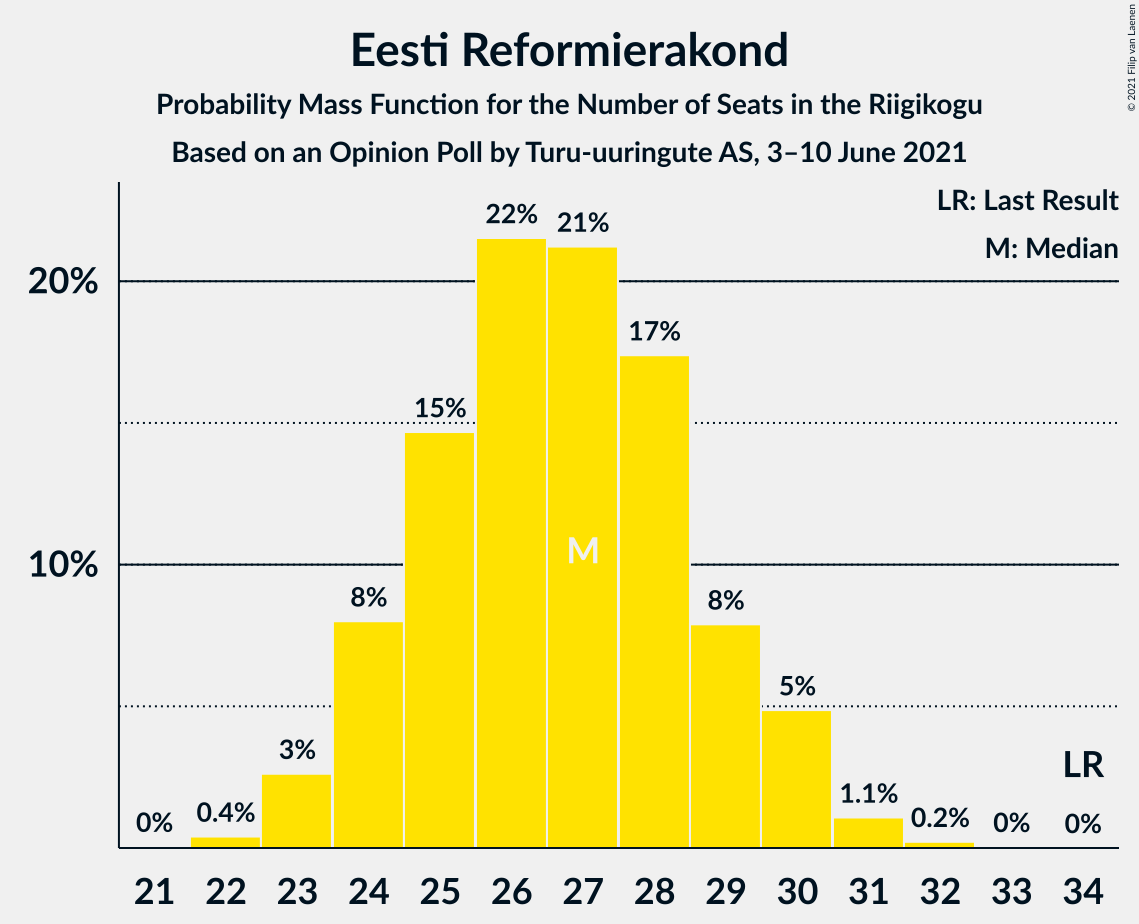 Eesti Reformierakond
Probability Mass Function for the Number of Seats in the Riigikogu
Based on an Opinion Poll by Turu-uuringute AS, 3–10 June 2021
© 2021 Filip van Laenen
LR: Last Result
M: Median
20%
10%
0%
0.4%
3%
8%
15%
22%
21%
17%
8%
5%
1.1%
0.2%
0%
0%
M
LR
21 22 23 24 25 26 27 28 29 30 31 32 33 34